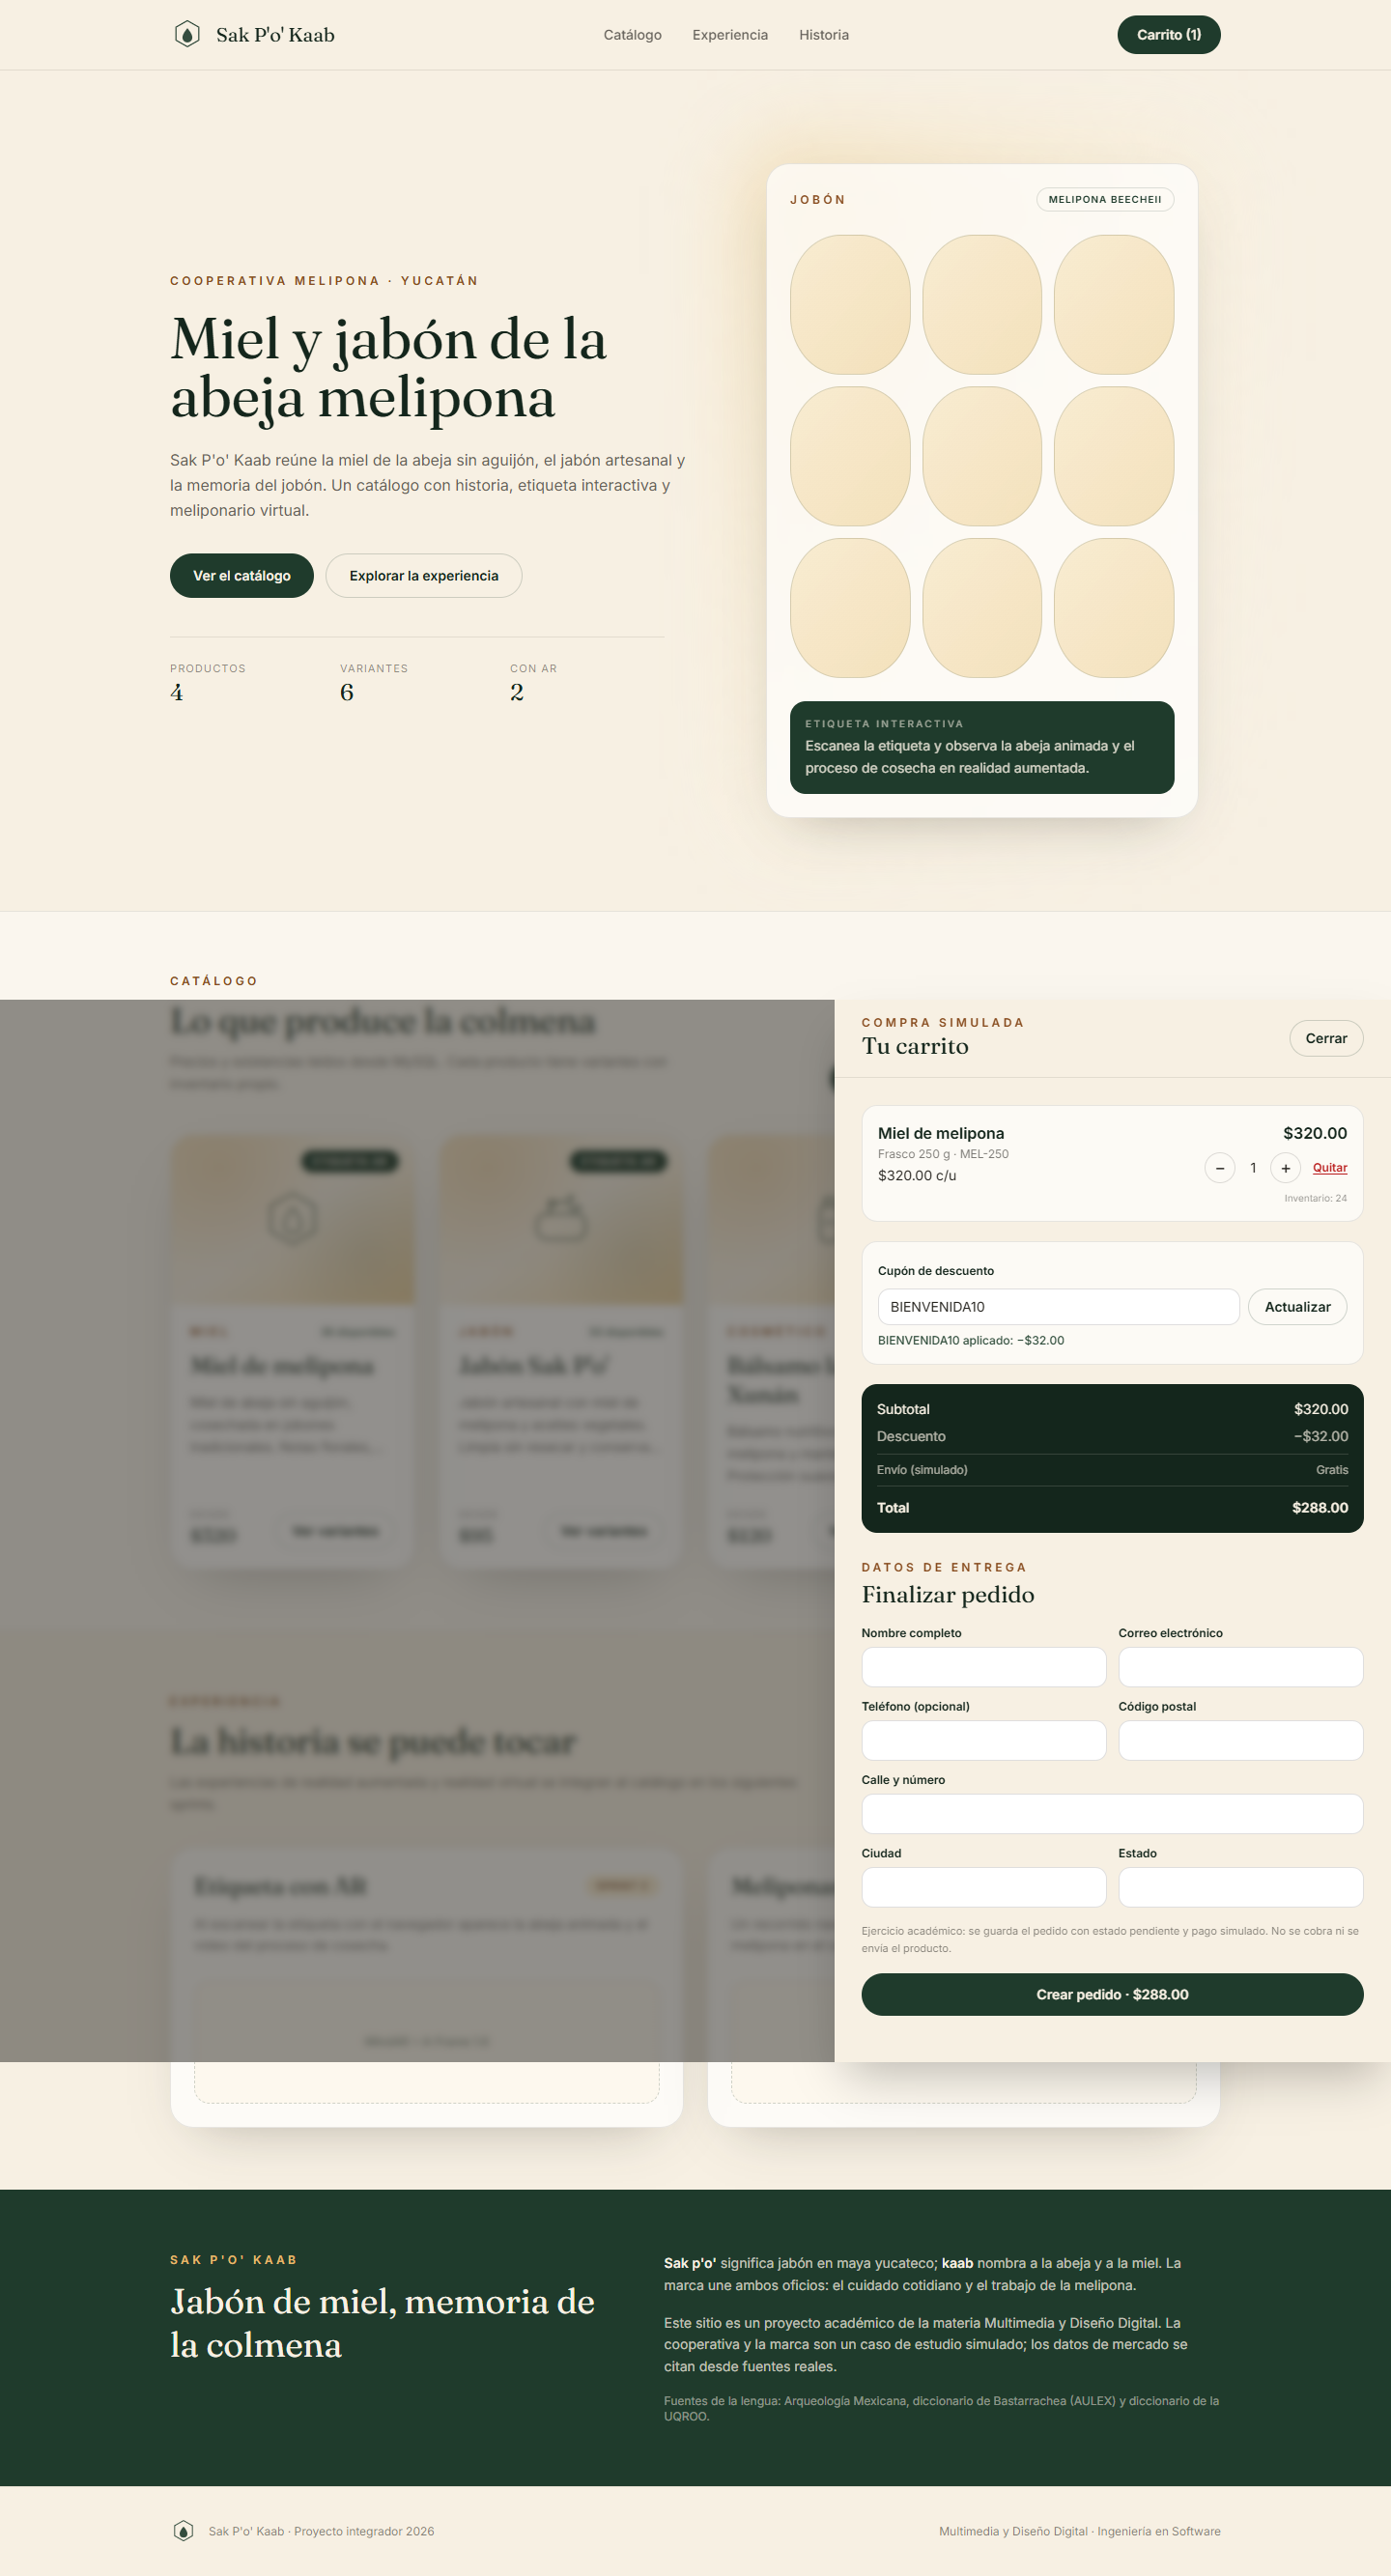 Sak P'o' Kaab
Catálogo
Experiencia
Historia
Carrito (1)
COOPERATIVA MELIPONA · YUCATÁN
Miel y jabón de la
abeja melipona
Sak P'o' Kaab reúne la miel de la abeja sin aguijón, el jabón artesanal y
la memoria del jobón. Un catálogo con historia, etiqueta interactiva y
meliponario virtual.
Ver el catálogo
Explorar la experiencia
PRODUCTOS
4
VARIANTES
6
CON AR
2
JOBÓN
MELIPONA BEECHEII
ETIQUETA INTERACTIVA
Escanea la etiqueta y observa la abeja animada y el
proceso de cosecha en realidad aumentada.
CATÁLOGO
Lo que produce la colmena
Miel de melipona
Jabón Sak P'o'
Ver variantes
Ver variantes
La historia se puede tocar
Etiqueta con AR
COMPRA SIMULADA
Tu carrito
Cerrar
Miel de melipona
$320.00
Frasco 250 g · MEL-250
$320.00 c/u
−
1
+
Quitar
Inventario: 24
Cupón de descuento
BIENVENIDA10
Actualizar
BIENVENIDA10 aplicado: −$32.00
Subtotal
$320.00
Descuento
−$32.00
Envío (simulado)
Gratis
Total
$288.00
DATOS DE ENTREGA
Finalizar pedido
Nombre completo
Correo electrónico
Teléfono (opcional)
Código postal
Calle y número
Ciudad
Estado
Ejercicio académico: se guarda el pedido con estado pendiente y pago simulado. No se cobra ni se
envía el producto.
Crear pedido · $288.00
SAK P'O' KAAB
Jabón de miel, memoria de
la colmena
Sak p'o' significa jabón en maya yucateco; kaab nombra a la abeja y a la miel. La
marca une ambos oficios: el cuidado cotidiano y el trabajo de la melipona.
Este sitio es un proyecto académico de la materia Multimedia y Diseño Digital. La
cooperativa y la marca son un caso de estudio simulado; los datos de mercado se
citan desde fuentes reales.
Fuentes de la lengua: Arqueología Mexicana, diccionario de Bastarrachea (AULEX) y diccionario de la
UQROO.
Sak P'o' Kaab · Proyecto integrador 2026
Multimedia y Diseño Digital · Ingeniería en Software